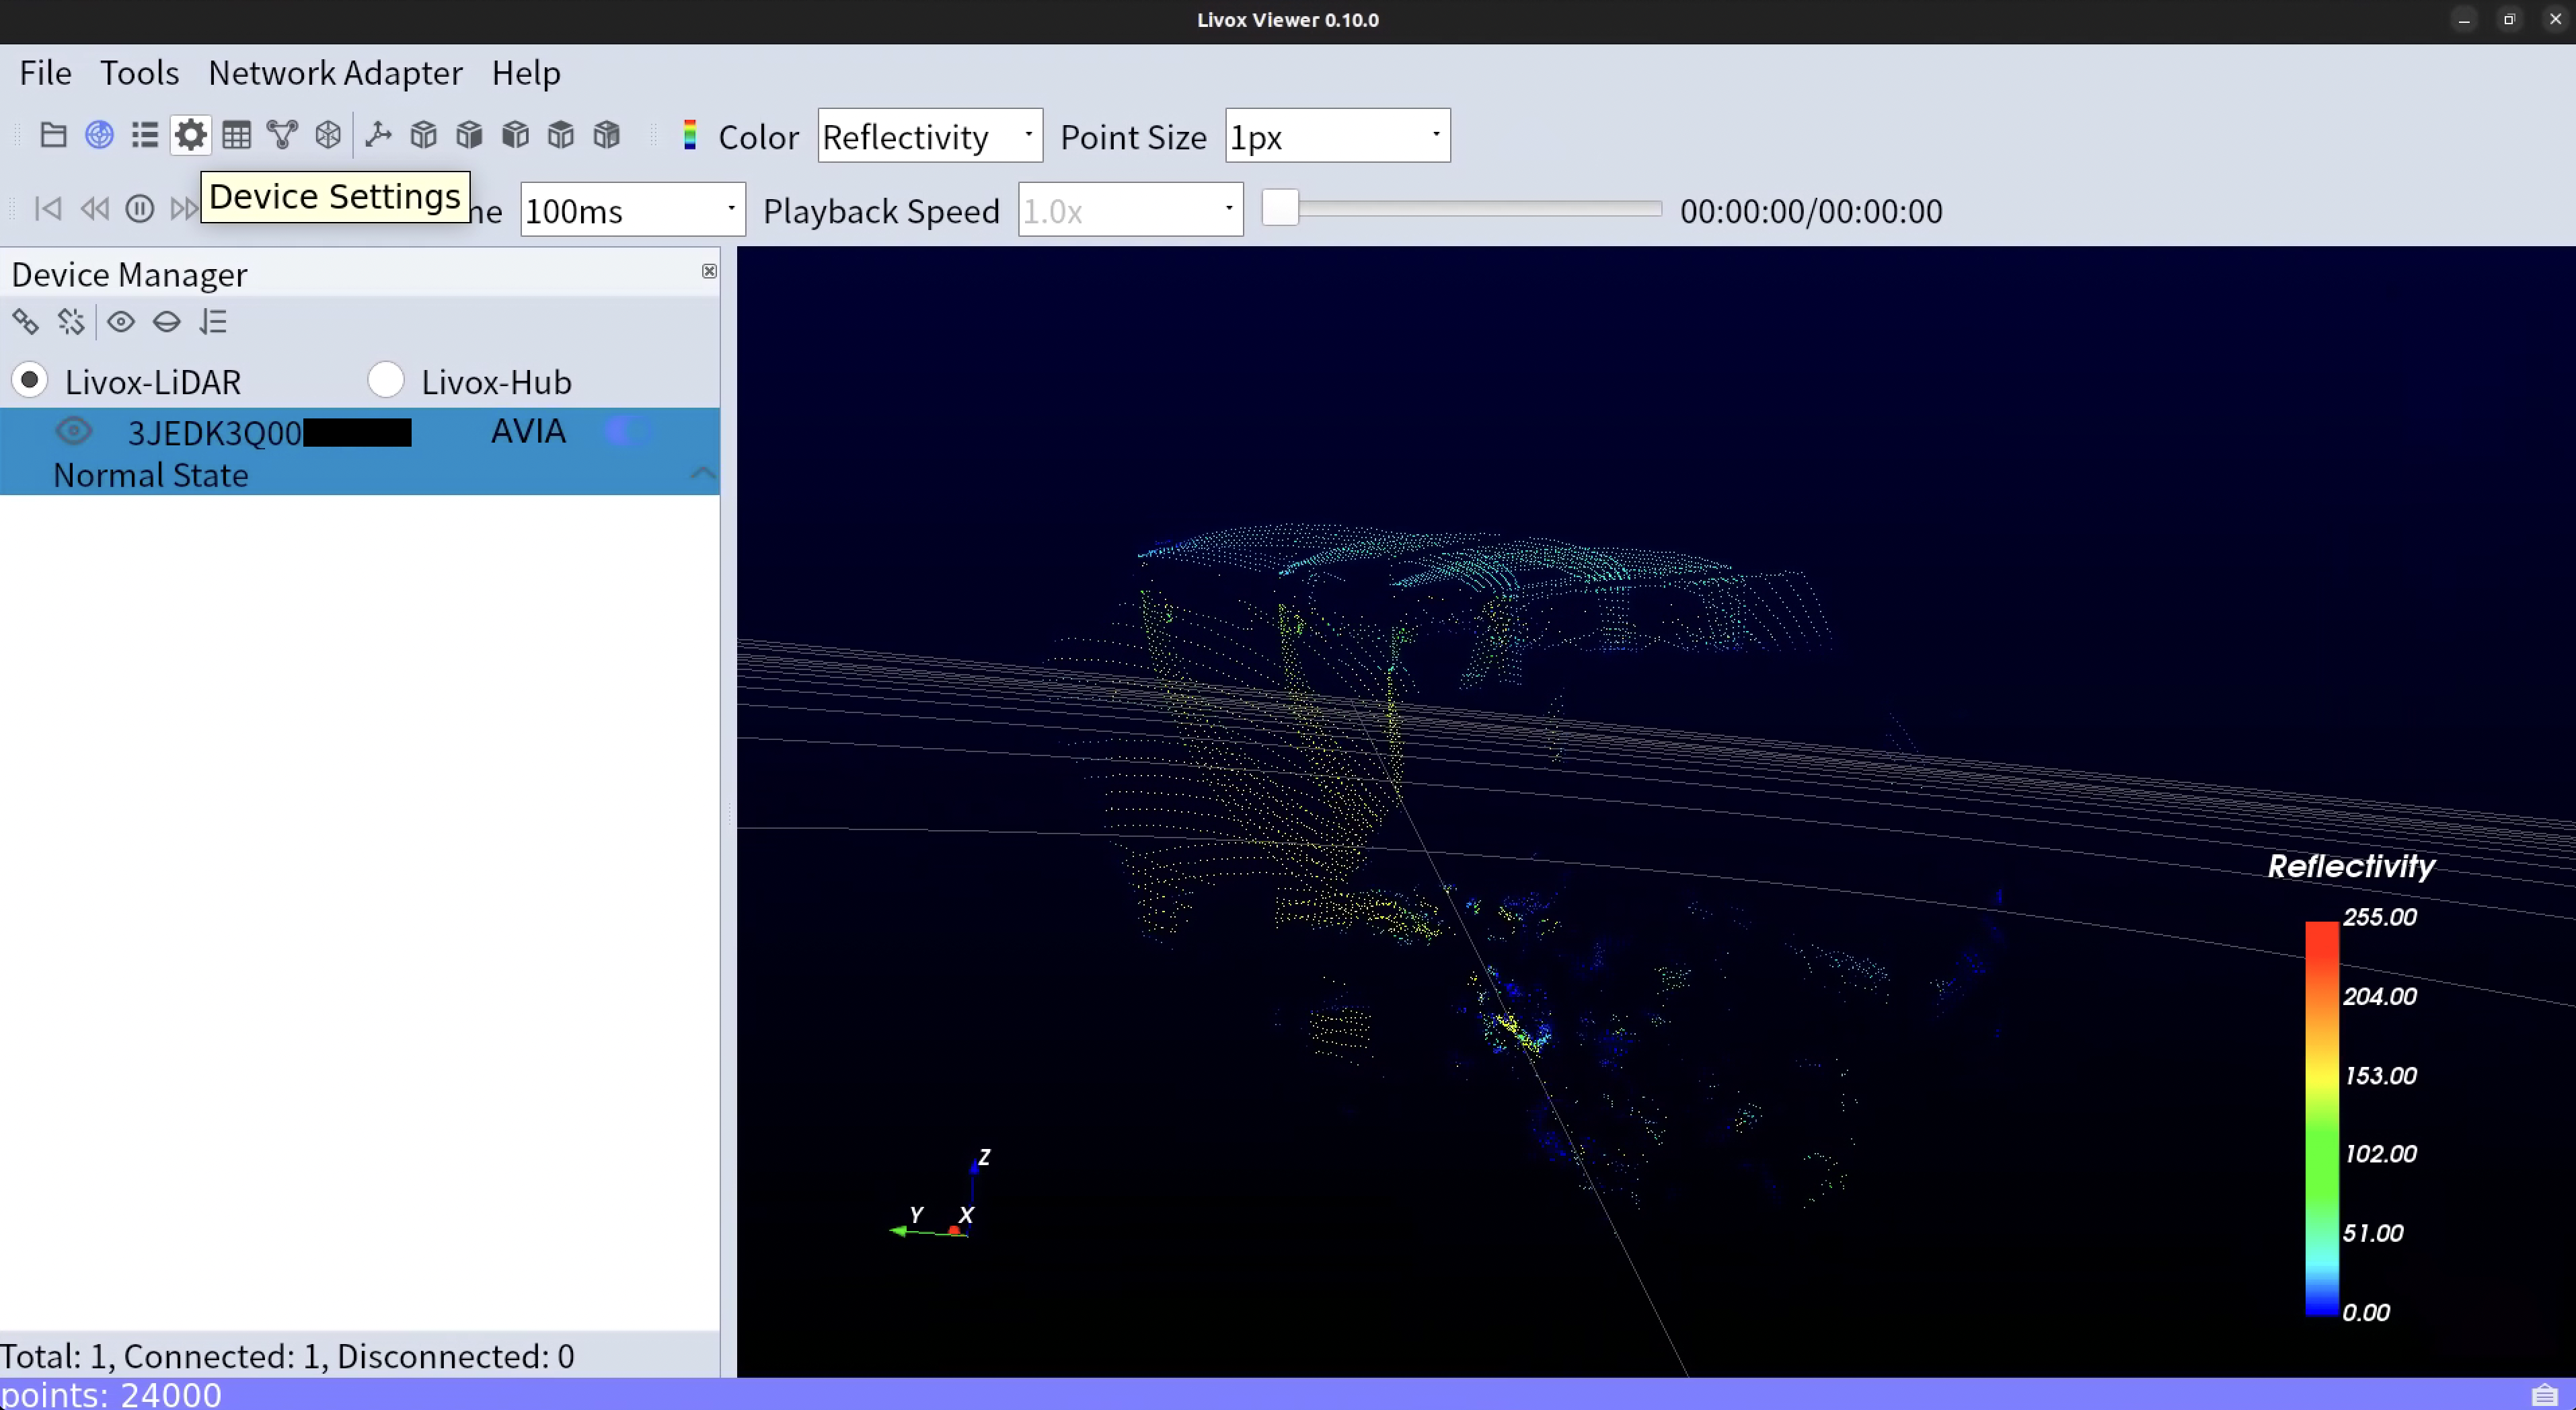 Livox Viewer 0.10.0
File Tools Network Adapter Help
Color Reflectivity Point Size 1px
Device Settings
me 100ms Playback Speed 1.0x 00:00:00/00:00:00
Device Manager
Livox-LiDAR Livox-Hub
3JEDK3Q00 AVIA
Normal State
Reflectivity
255.00
204.00
153.00
102.00
51.00
0.00
Z
Y X
Total: 1, Connected: 1, Disconnected: 0
points: 24000